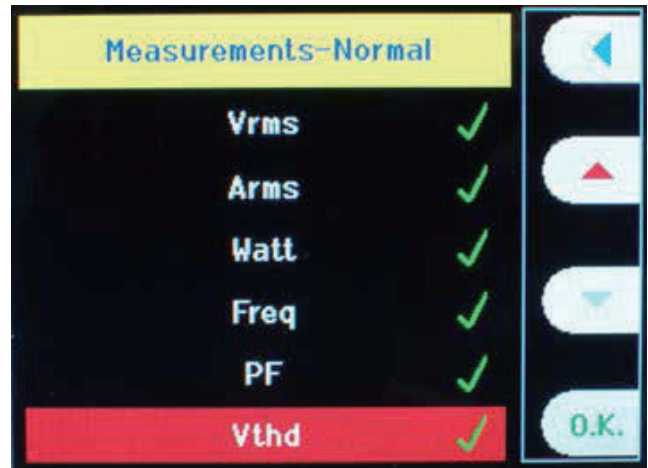 Measurements-Normal
Vrms
Arms
Watt
Freq
PF
Vthd
O.K.